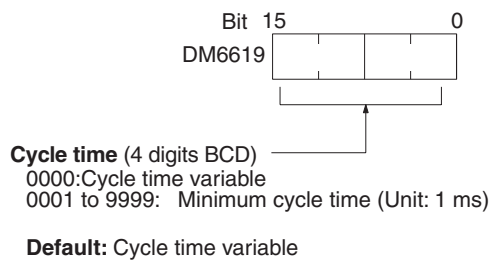 Bit 15 0
DM6619
Cycle time (4 digits BCD)
0000:Cycle time variable
0001 to 9999: Minimum cycle time (Unit: 1 ms)
Default: Cycle time variable